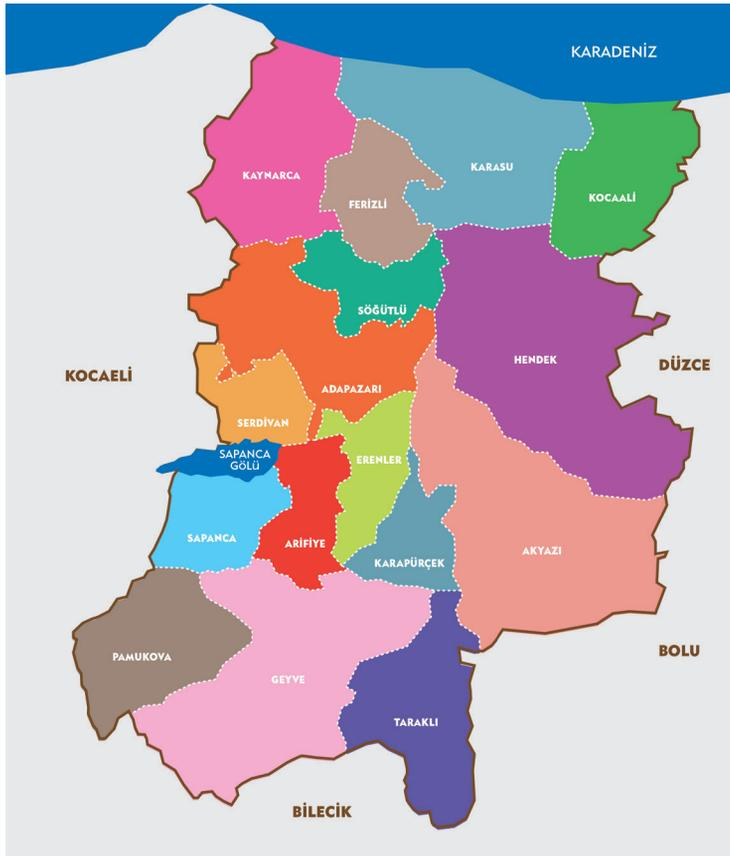 KARADENİZ
KAYNARCA
KARASU
FERİZLİ
KOCAALİ
SÖĞÜTLÜ
HENDEK
DÜZCE
KOCAELİ
ADAPAZARI
SERDİVAN
SAPANCA
GÖLÜ
ERENLER
SAPANCA
ARİFİYE
KARAPÜRÇEK
AKYAZI
PAMUKOVA
BOLU
GEYVE
TARAKLI
BİLECİK